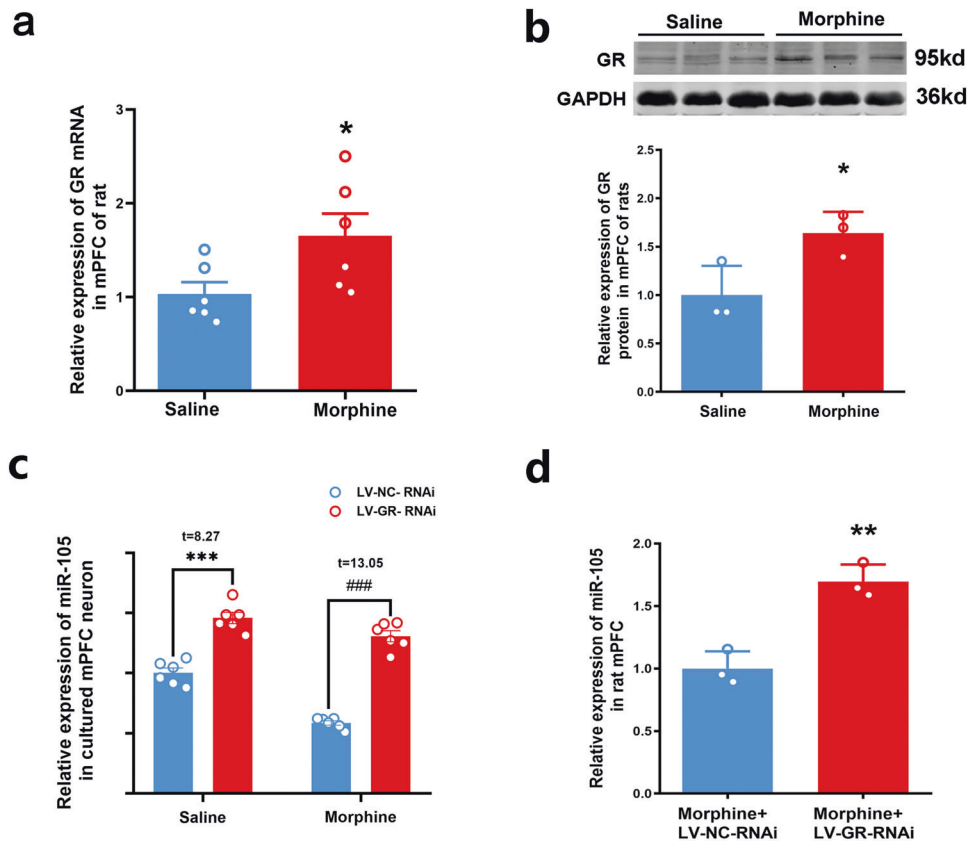 a
Relative expression of GR mRNA
in mPFC of rat
3
2
1
0
*
Saline
Morphine
b
Saline
Morphine
GR
95kd
GAPDH
36kd
Relative expression of GR
protein in mPFC of rats
2.5
2.0
1.5
1.0
0.5
0.0
*
Saline
Morphine
c
LV-NC- RNAi
LV-GR- RNAi
Relative expression of miR-105
in cultured mPFC neuron
t=8.27
***
t=13.05
###
Saline
Morphine
d
Relative expression of miR-105
in rat mPFC
2.0
1.5
1.0
0.5
0.0
**
Morphine+
LV-NC-RNAi
Morphine+
LV-GR-RNAi